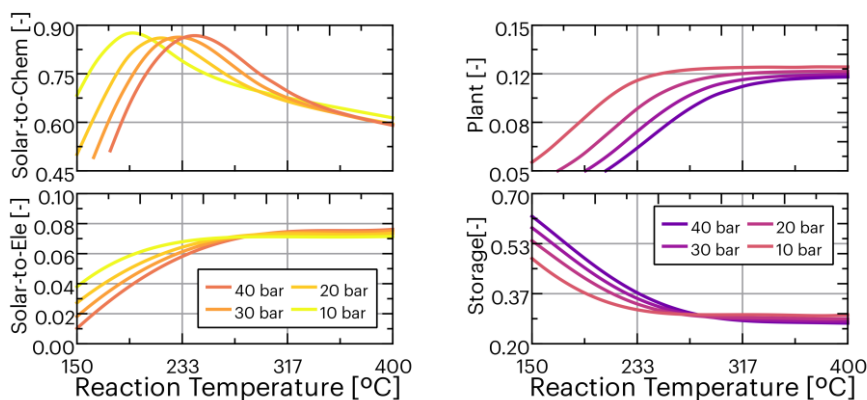 Solar-to-Chem [-]
0.90
0.75
0.60
0.45
Plant [-]
0.15
0.12
0.08
0.05
Solar-to-Ele [-]
0.10
0.08
0.06
0.04
0.02
0.00
40 bar 20 bar
30 bar 10 bar
150 233 317 400
Reaction Temperature [ºC]
Storage[-]
0.70
0.53
0.37
0.20
40 bar 20 bar
30 bar 10 bar
150 233 317 400
Reaction Temperature [ºC]